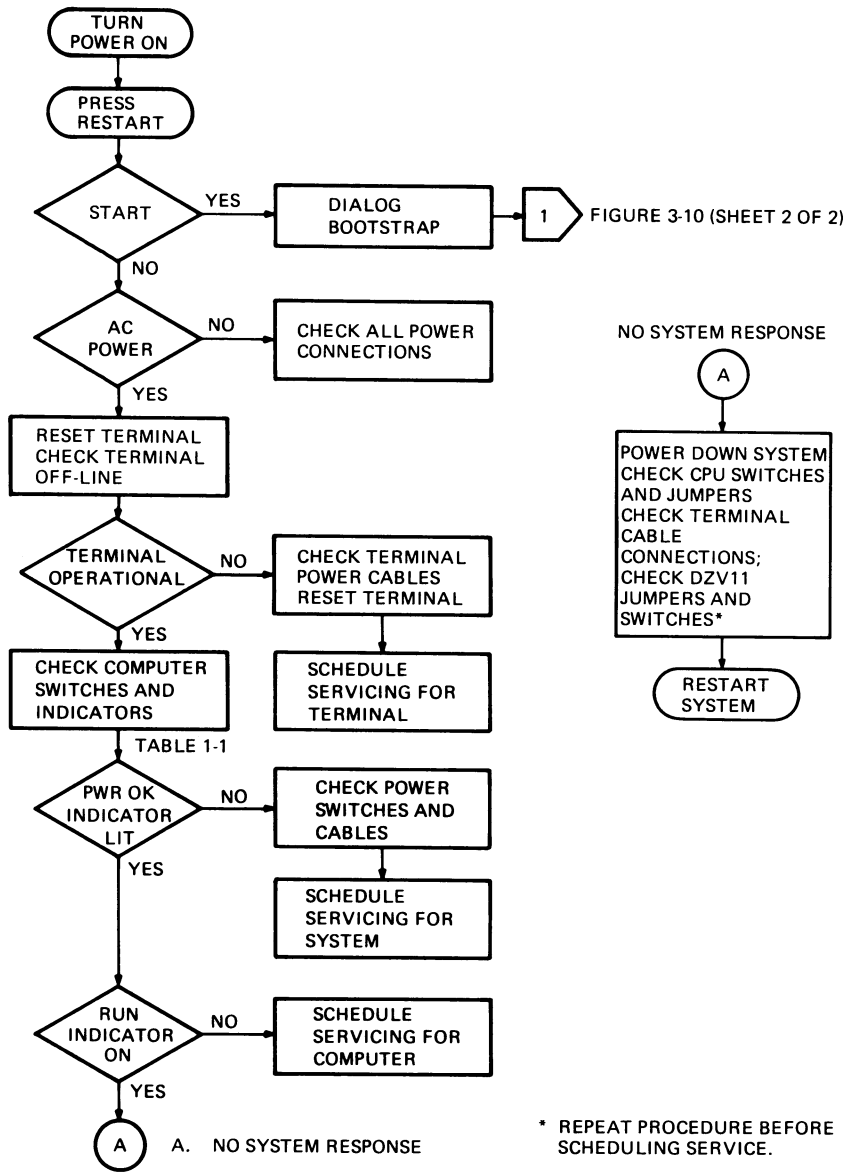 TURN
POWER ON
PRESS
RESTART
START
YES
DIALOG
BOOTSTRAP
1
FIGURE 3-10 (SHEET 2 OF 2)
NO
AC
POWER
NO
CHECK ALL POWER
CONNECTIONS
YES
RESET TERMINAL
CHECK TERMINAL
OFF-LINE
TERMINAL
OPERATIONAL
NO
CHECK TERMINAL
POWER CABLES
RESET TERMINAL
SCHEDULE
SERVICING FOR
TERMINAL
YES
CHECK COMPUTER
SWITCHES AND
INDICATORS
TABLE 1-1
PWR OK
INDICATOR
LIT
NO
CHECK POWER
SWITCHES AND
CABLES
SCHEDULE
SERVICING FOR
SYSTEM
YES
RUN
INDICATOR
ON
NO
SCHEDULE
SERVICING FOR
COMPUTER
YES
A
A. NO SYSTEM RESPONSE
NO SYSTEM RESPONSE
A
POWER DOWN SYSTEM
CHECK CPU SWITCHES
AND JUMPERS
CHECK TERMINAL
CABLE
CONNECTIONS;
CHECK DZV11
JUMPERS AND
SWITCHES*
RESTART
SYSTEM
* REPEAT PROCEDURE BEFORE
SCHEDULING SERVICE.